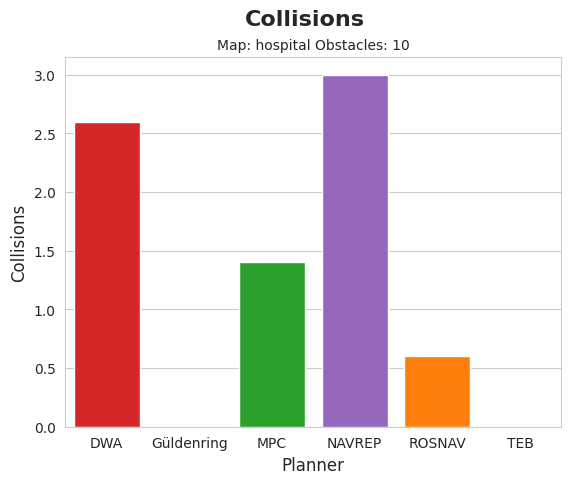 Collisions
Map: hospital Obstacles: 10
3.0
2.5
2.0
1.5
1.0
0.5
0.0
Collisions
DWA Güldenring MPC NAVREP ROSNAV TEB
Planner